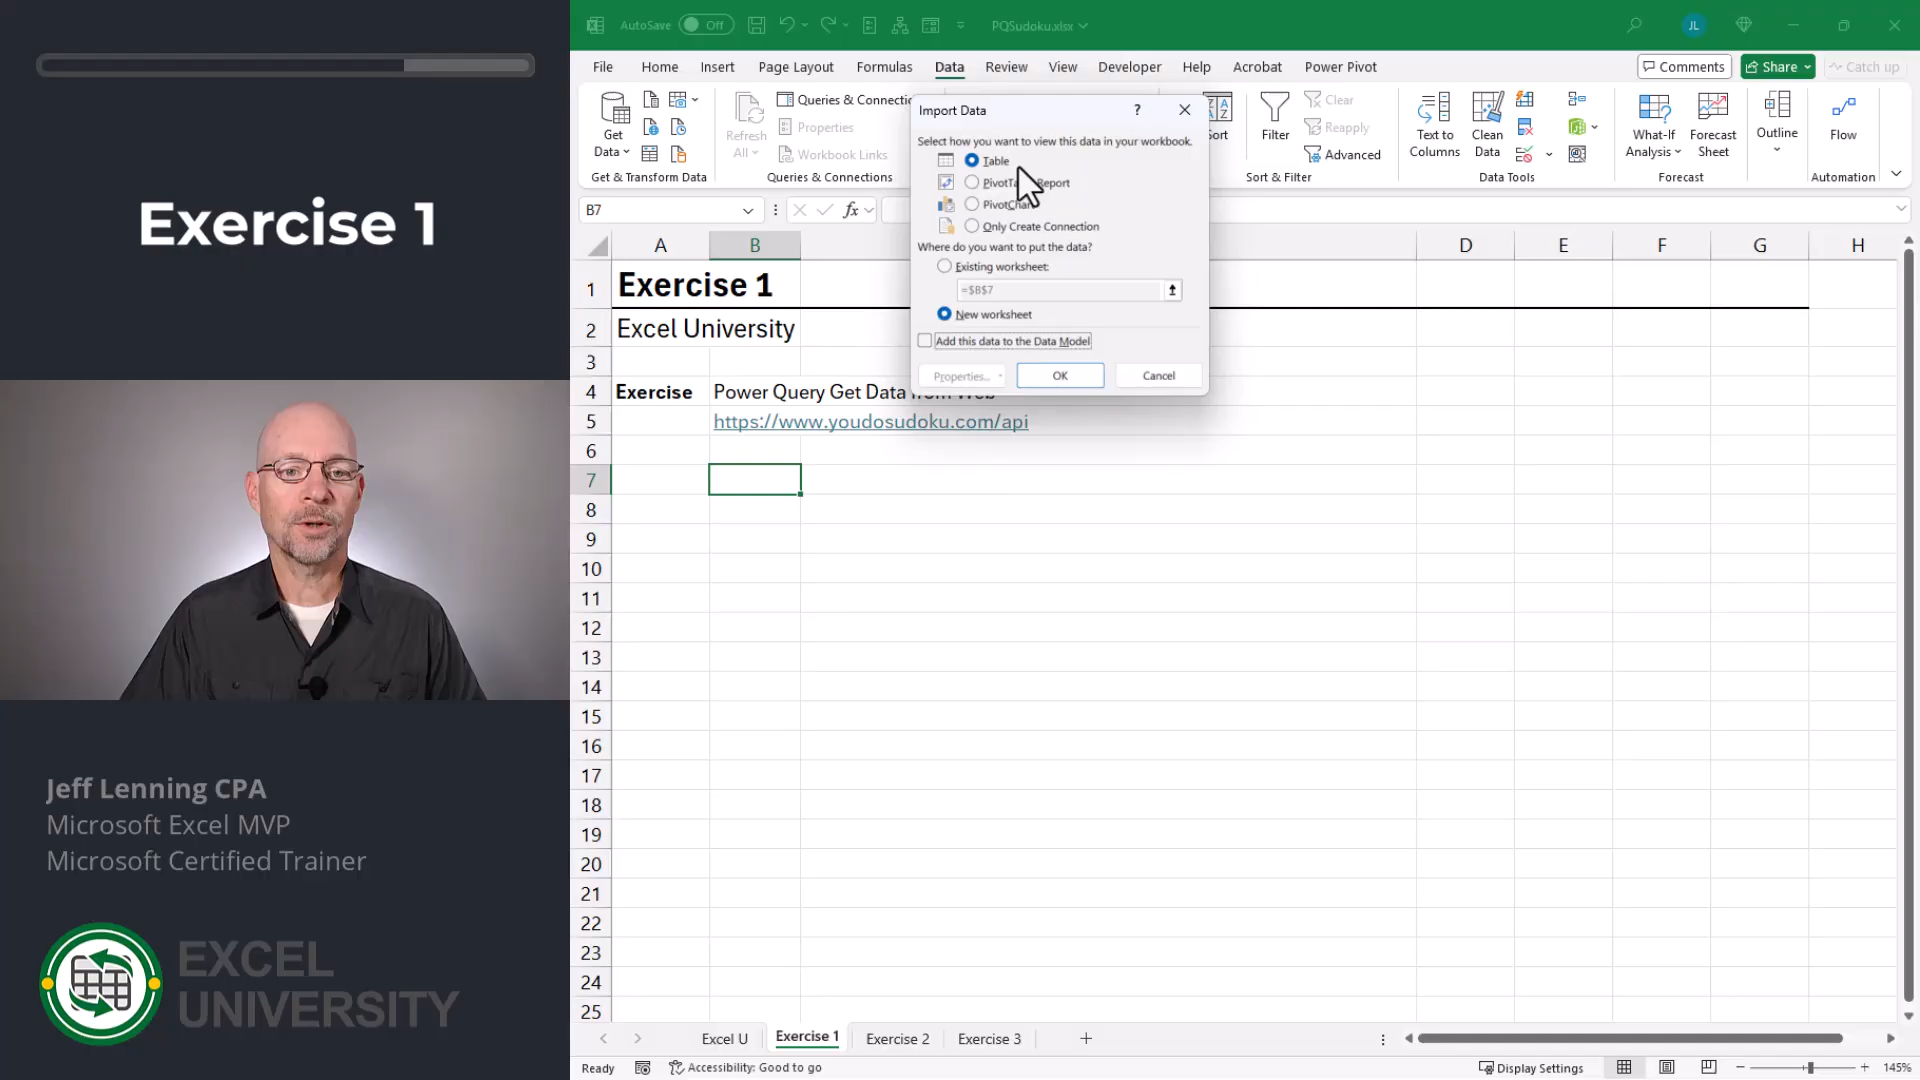 Exercise 1
Jeff Lenning CPA
Microsoft Excel MVP
Microsoft Certified Trainer
EXCEL
UNIVERSITY
AutoSave Off PQSudoku.xlsx JL
File Home Insert Page Layout Formulas Data Review View Developer Help Acrobat Power Pivot Comments Share Catch up
Get Data
Refresh All
Queries & Connectio
Properties
Workbook Links
Sort
Filter
Clear
Reapply
Advanced
Text to Columns
Clean Data
What-If Analysis
Forecast Sheet
Outline
Flow
Get & Transform Data Queries & Connections Sort & Filter Data Tools Forecast Automation
B7 fx
Import Data ?
Select how you want to view this data in your workbook.
Table
Report
Only Create Connection
Where do you want to put the data?
Existing worksheet:
=$B$7
New worksheet
Add this data to the Data Model
Properties... OK Cancel
A B D E F G H
1 Exercise 1
2 Excel University
3
4 Exercise Power Query Get Data from Web
5 https://www.youdosudoku.com/api
6
7
8
9
10
11
12
13
14
15
16
17
18
19
20
21
22
23
24
25
Excel U Exercise 1 Exercise 2 Exercise 3
Ready Accessibility: Good to go Display Settings 145%